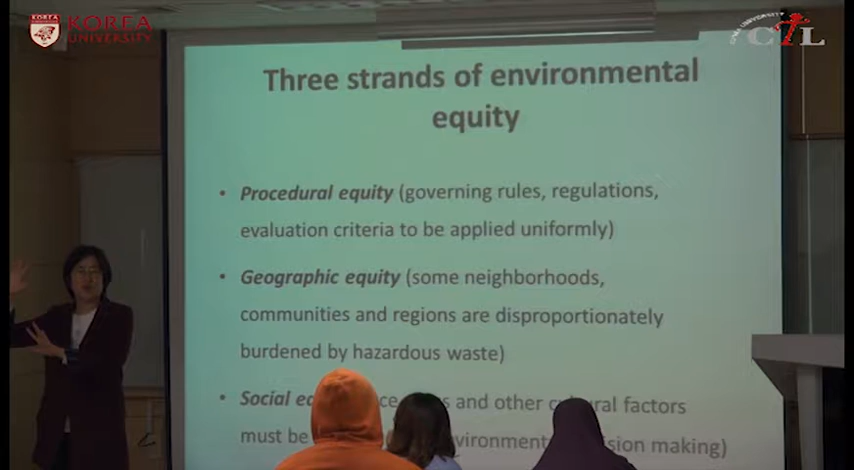 KOREA
UNIVERSITY
CTL
Three strands of environmental
equity
• Procedural equity (governing rules, regulations,
evaluation criteria to be applied uniformly)
• Geographic equity (some neighborhoods,
communities and regions are disproportionately
burdened by hazardous waste)
• Social and other factors
must be making)